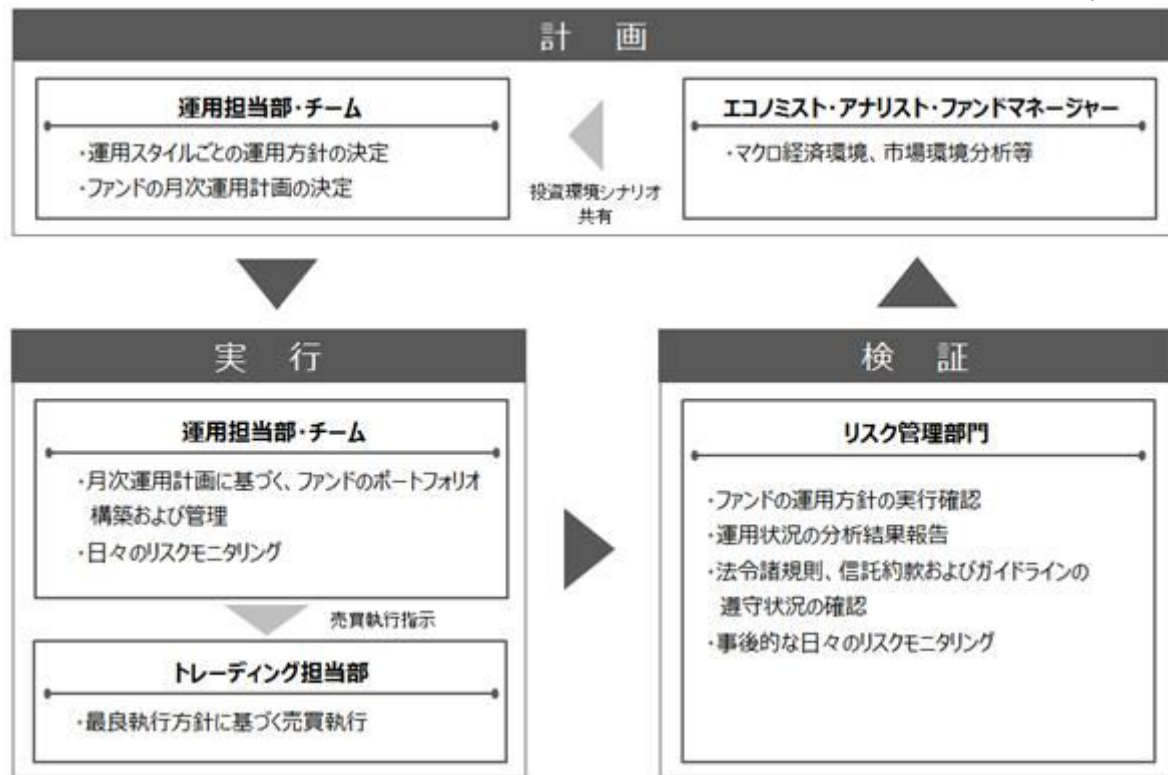 計 画
運用担当部・チーム
・運用スタイルごとの運用方針の決定
・ファンドの月次運用計画の決定
投資環境シナリオ
共有
エコノミスト・アナリスト・ファンドマネージャー
・マクロ経済環境、市場環境分析等
実 行
運用担当部・チーム
・月次運用計画に基づく、ファンドのポートフォリオ
構築および管理
・日々のリスクモニタリング
売買執行指示
トレーディング担当部
・最良執行方針に基づく売買執行
検 証
リスク管理部門
・ファンドの運用方針の実行確認
・運用状況の分析結果報告
・法令諸規則、信託約款およびガイドラインの
遵守状況の確認
・事後的な日々のリスクモニタリング